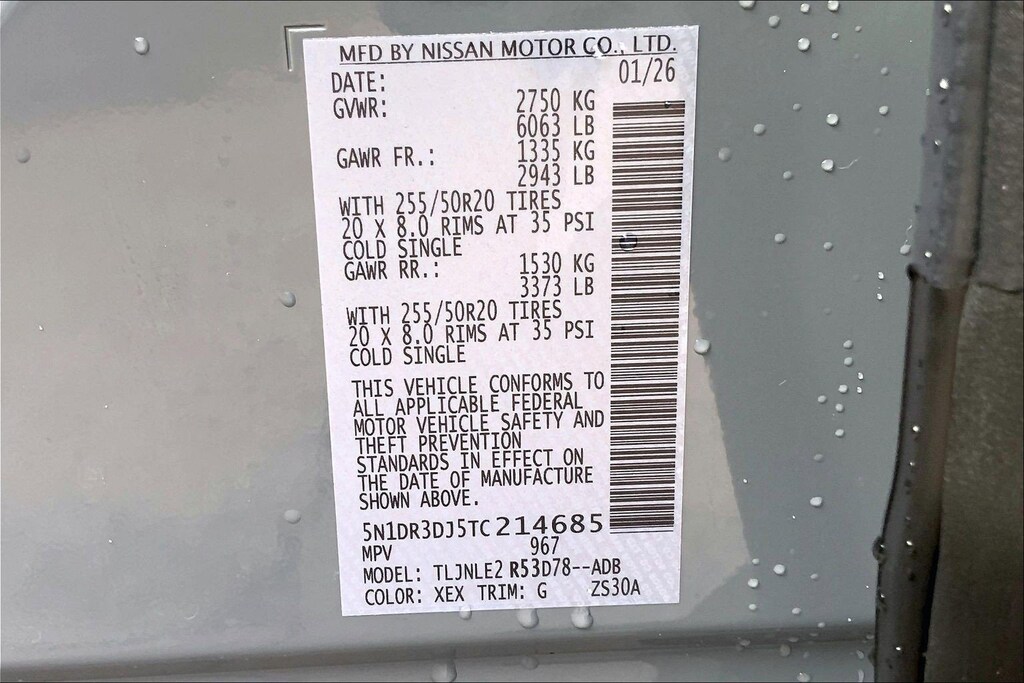 MFD BY NISSAN MOTOR CO., LTD.
DATE: 01/26
GVWR: 2750 KG
6063 LB
GAWR FR.: 1335 KG
2943 LB
WITH 255/50R20 TIRES
20 X 8.0 RIMS AT 35 PSI
COLD SINGLE
GAWR RR.: 1530 KG
3373 LB
WITH 255/50R20 TIRES
20 X 8.0 RIMS AT 35 PSI
COLD SINGLE
THIS VEHICLE CONFORMS TO
ALL APPLICABLE FEDERAL
MOTOR VEHICLE SAFETY AND
THEFT PREVENTION
STANDARDS IN EFFECT ON
THE DATE OF MANUFACTURE
SHOWN ABOVE.
5N1DR3DJ5TC214685
MPV 967
MODEL: TLJNLE2 R53D78--ADB
COLOR: XEX TRIM: G ZS30A